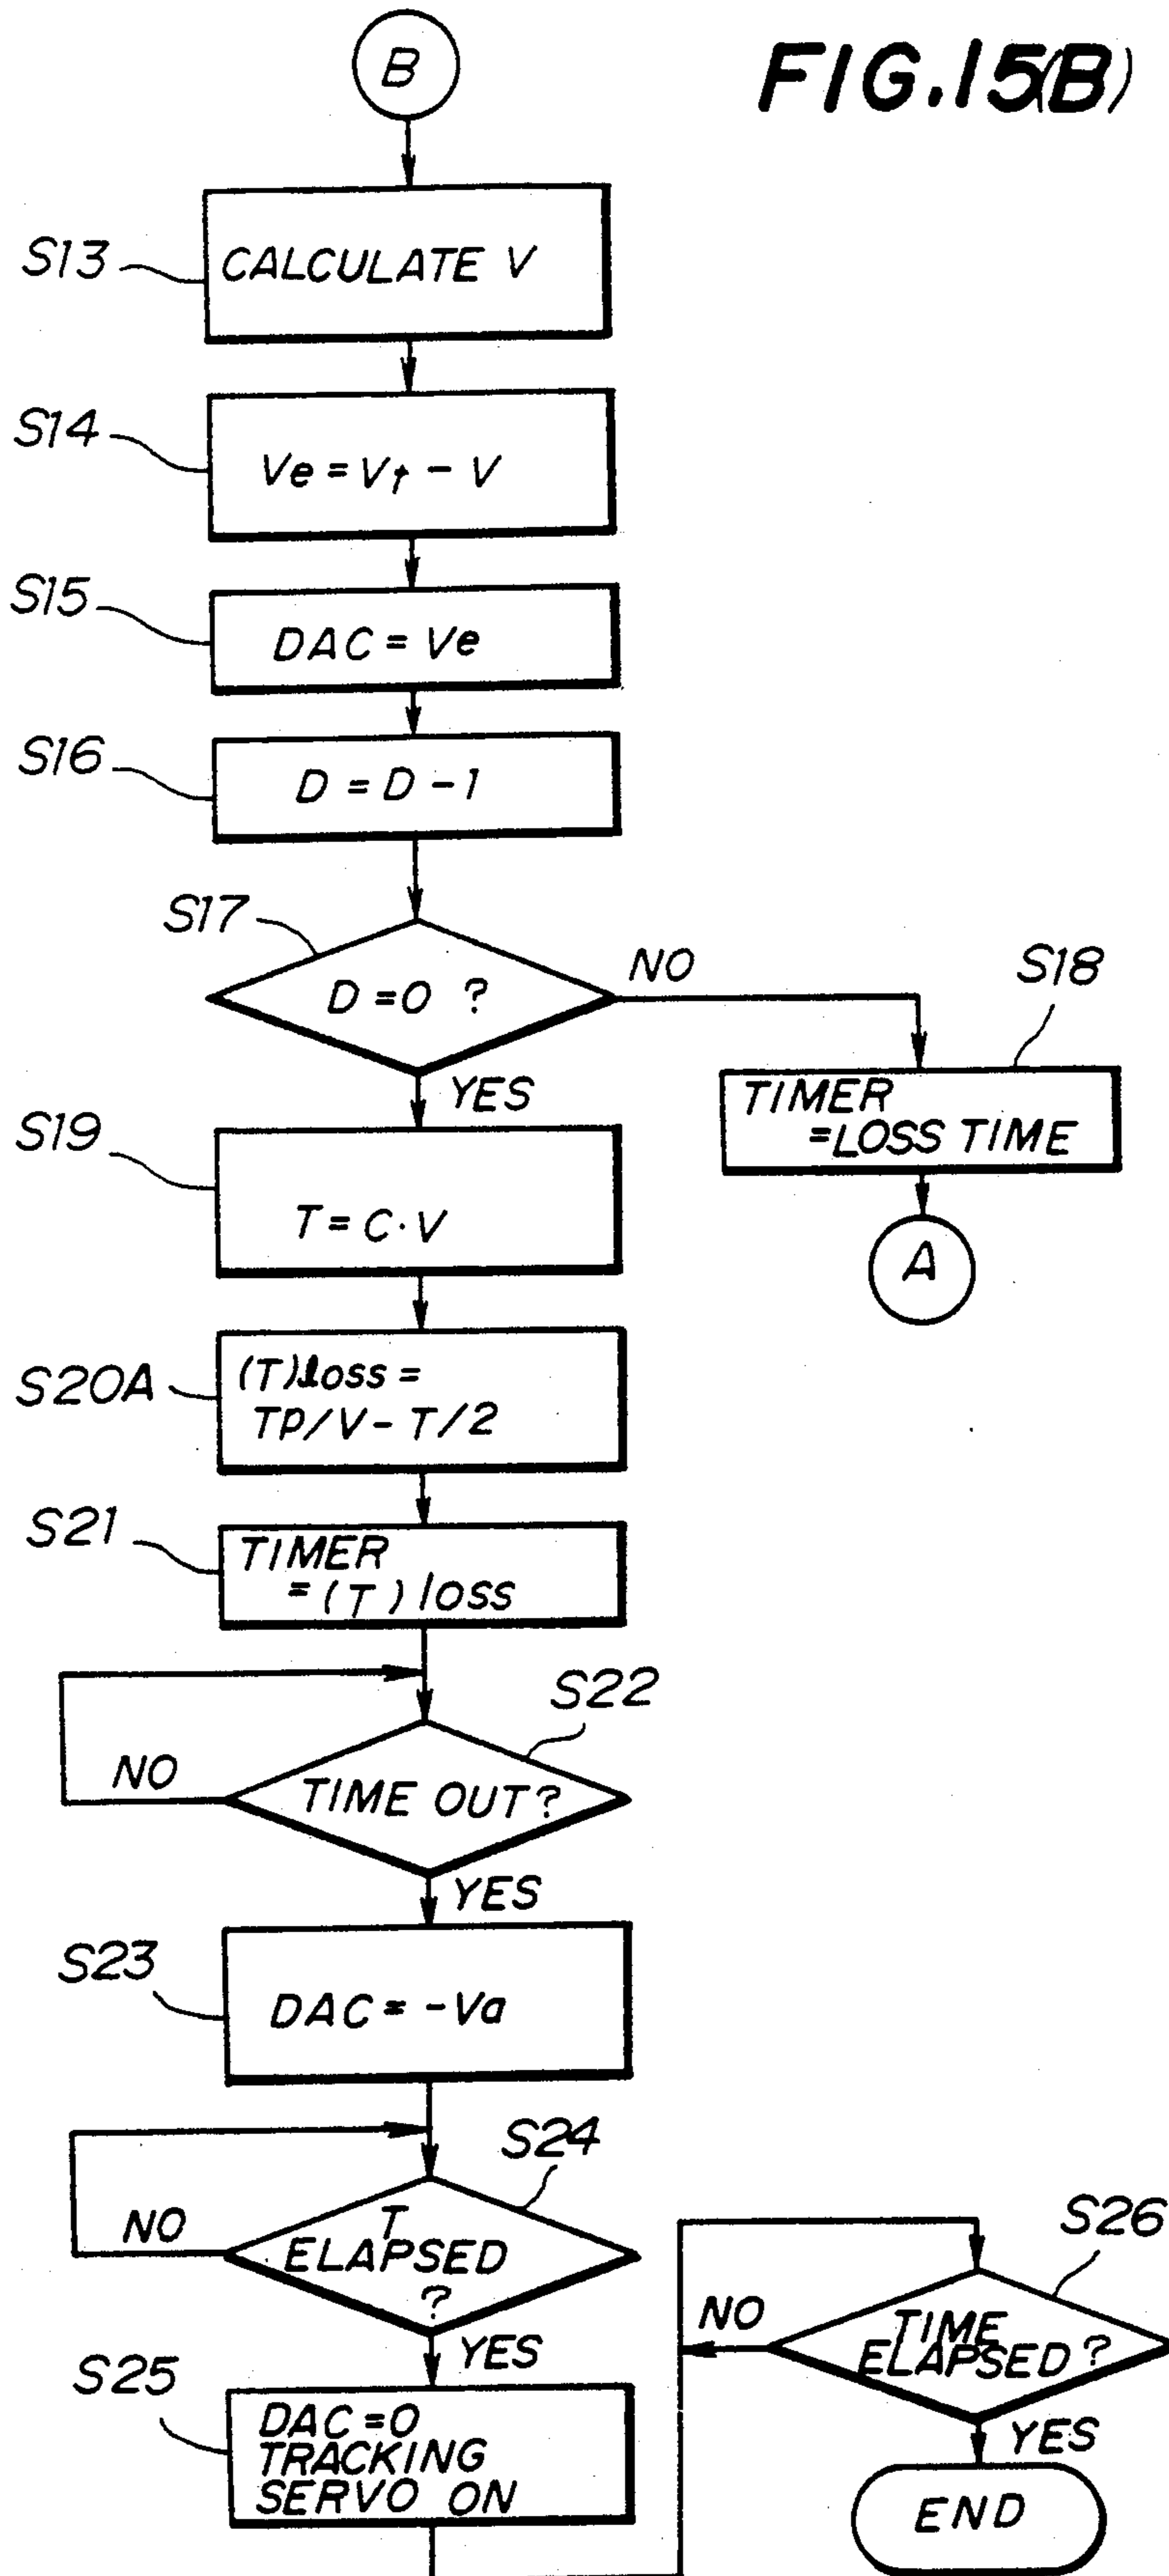 FIG.15(B)
B
S13
CALCULATE V
S14
Ve = Vt - V
S15
DAC = Ve
S16
D = D - 1
S17
D = 0 ?
NO
YES
S18
TIMER
= LOSS TIME
A
S19
T = C · V
S20A
(T)loss =
Tp/V - T/2
S21
TIMER
= (T) loss
S22
TIME OUT?
NO
YES
S23
DAC = -Va
S24
T
ELAPSED
?
NO
YES
S25
DAC = 0
TRACKING
SERVO ON
S26
TIME
ELAPSED?
NO
YES
END